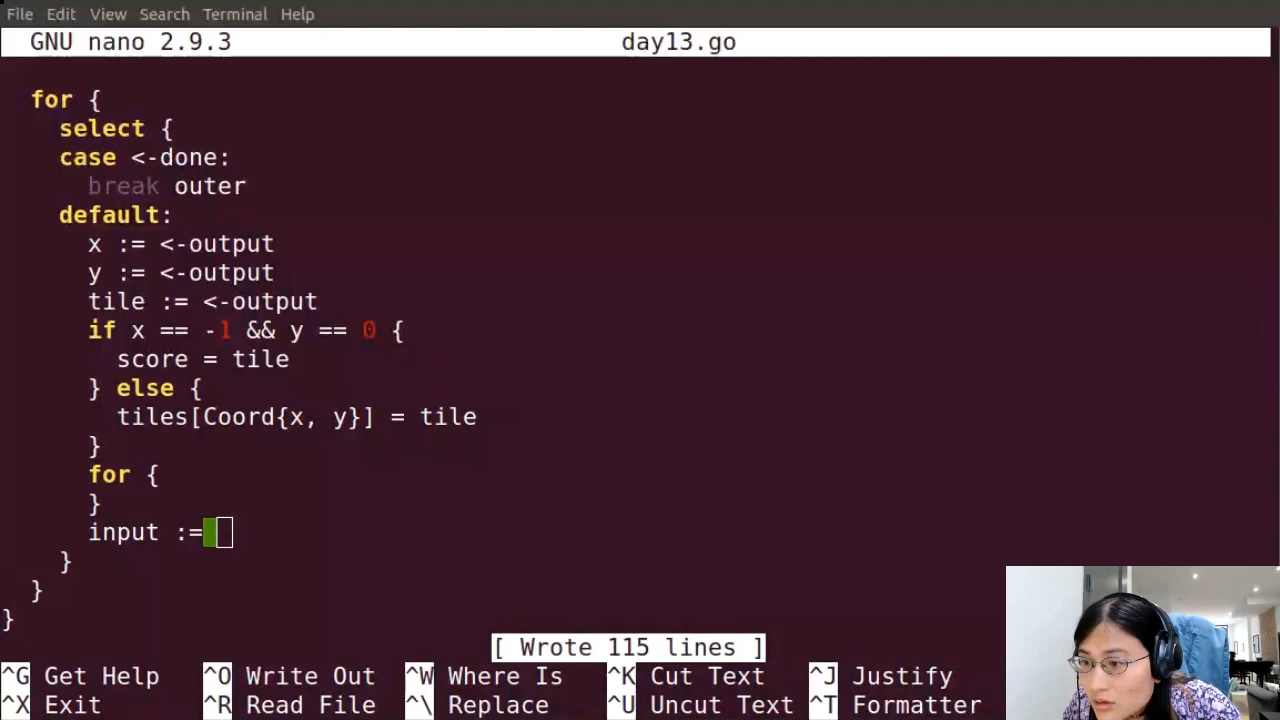 File Edit View Search Terminal Help
GNU nano 2.9.3 day13.go
for {
select {
case <-done:
break outer
default:
x := <-output
y := <-output
tile := <-output
if x == -1 && y == 0 {
score = tile
} else {
tiles[Coord{x, y}] = tile
}
for {
}
input :=
}
}
}
[ Wrote 115 lines ]
^G Get Help ^O Write Out ^W Where Is ^K Cut Text ^J Justify
^X Exit ^R Read File ^\ Replace ^U Uncut Text ^T Formatter